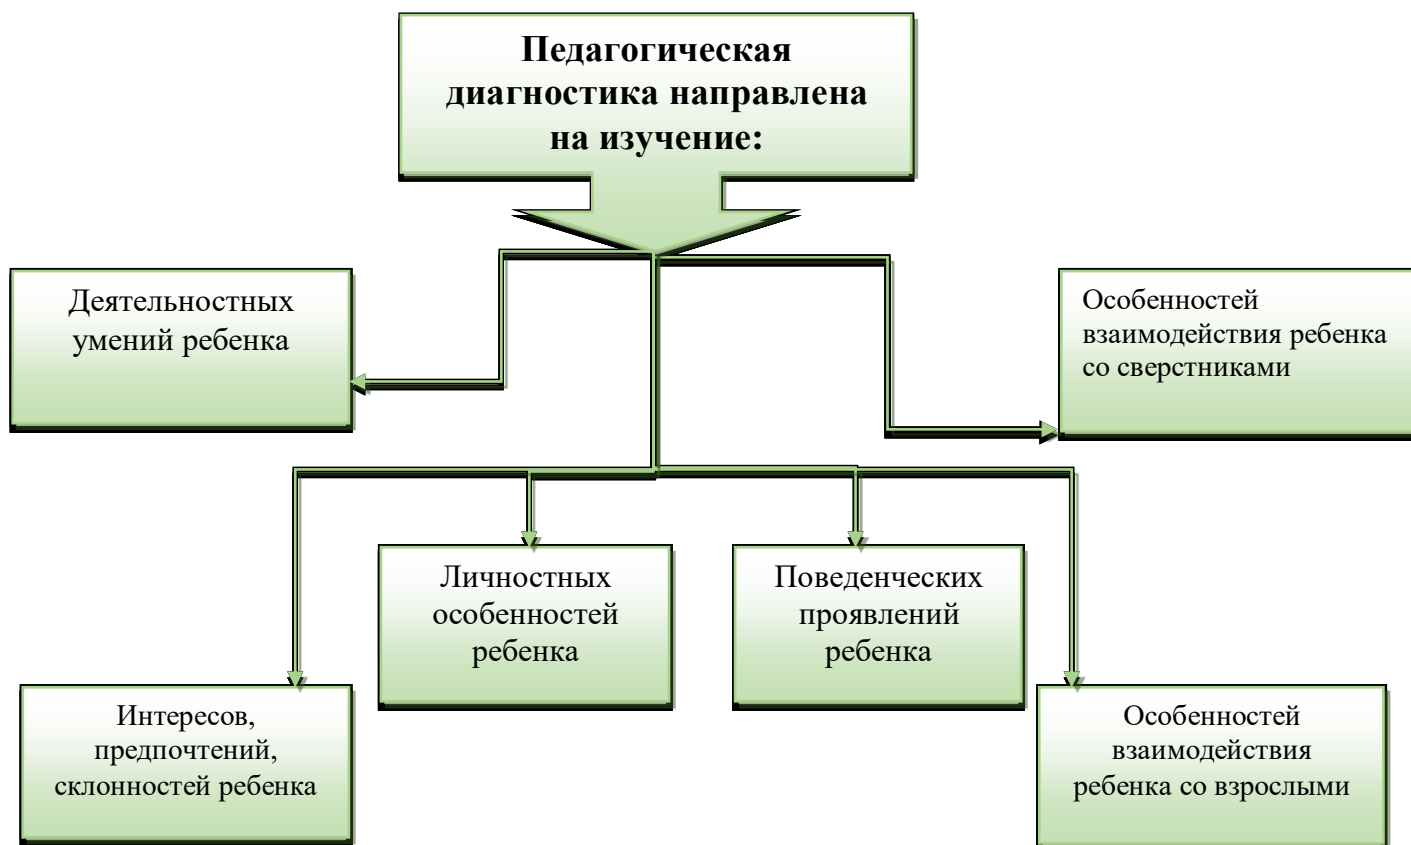 Педагогическая
диагностика направлена
на изучение:
Деятельностных
умений ребенка
Особенностей
взаимодействия ребенка
со сверстниками
Личностных
особенностей
ребенка
Поведенческих
проявлений
ребенка
Интересов,
предпочтений,
склонностей ребенка
Особенностей
взаимодействия
ребенка со взрослыми